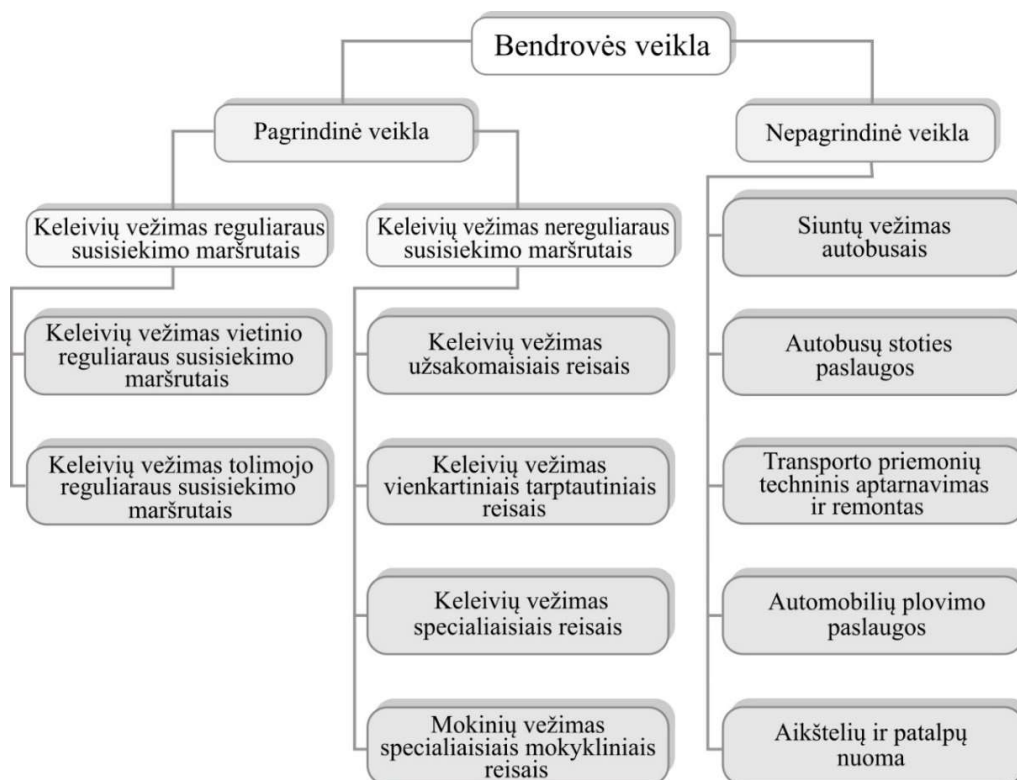 Bendrovės veikla
Pagrindinė veikla
Nepagrindinė veikla
Keleivių vežimas reguliaraus
susisiekimo maršrutais
Keleivių vežimas vietinio
reguliaraus susisiekimo
maršrutais
Keleivių vežimas tolimojo
reguliaraus susisiekimo
maršrutais
Keleivių vežimas nereguliaraus
susisiekimo maršrutais
Keleivių vežimas
užsakomaisiais reisais
Keleivių vežimas
vienkartiniais tarptautiniais
reisais
Keleivių vežimas
specialiaisiais reisais
Mokinių vežimas
specialiaisiais mokykliniais
reisais
Siuntų vežimas
autobusais
Autobusų stoties
paslaugos
Transporto priemonių
techninis aptarnavimas
ir remontas
Automobilių plovimo
paslaugos
Aikštelių ir patalpų
nuoma